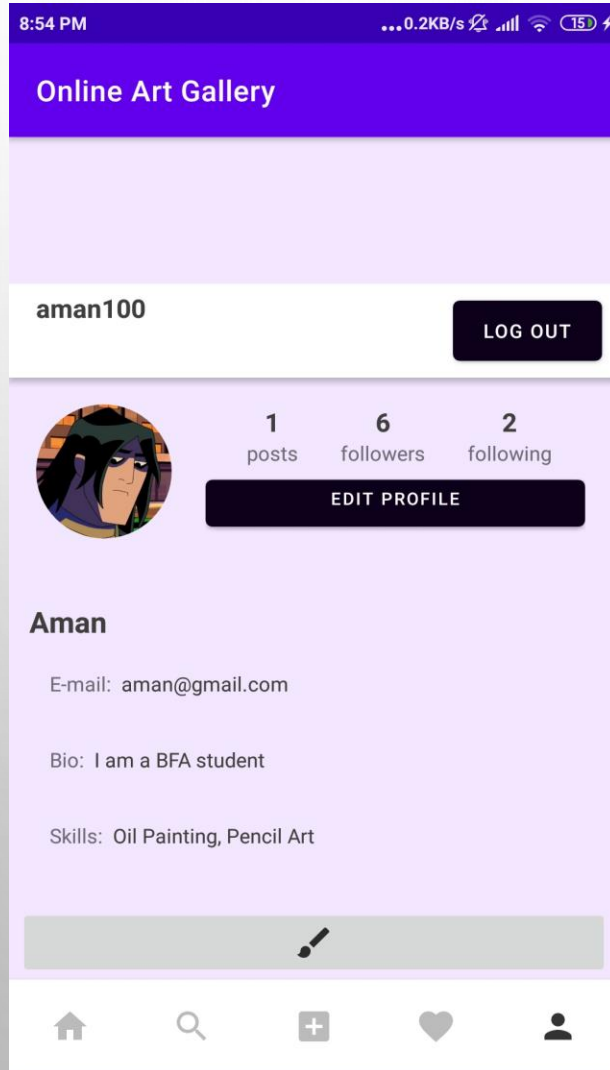 8:54 PM ...0.2KB/s 15
Online Art Gallery
aman100
LOG OUT
1 6 2
posts followers following
EDIT PROFILE
Aman
E-mail: aman@gmail.com
Bio: I am a BFA student
Skills: Oil Painting, Pencil Art